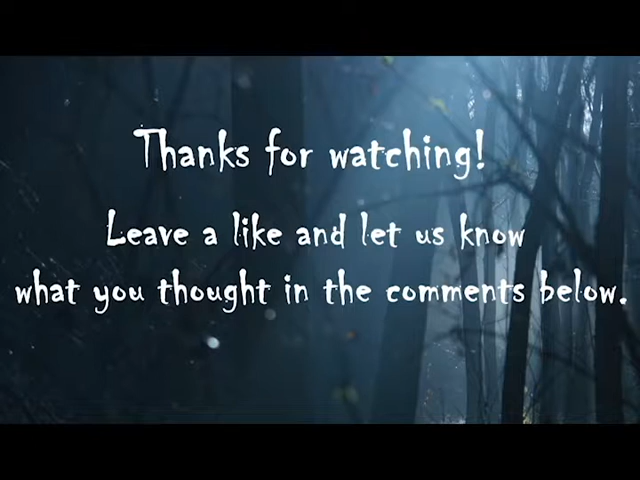 Thanks for watching!
Leave a like and let us know
what you thought in the comments below.